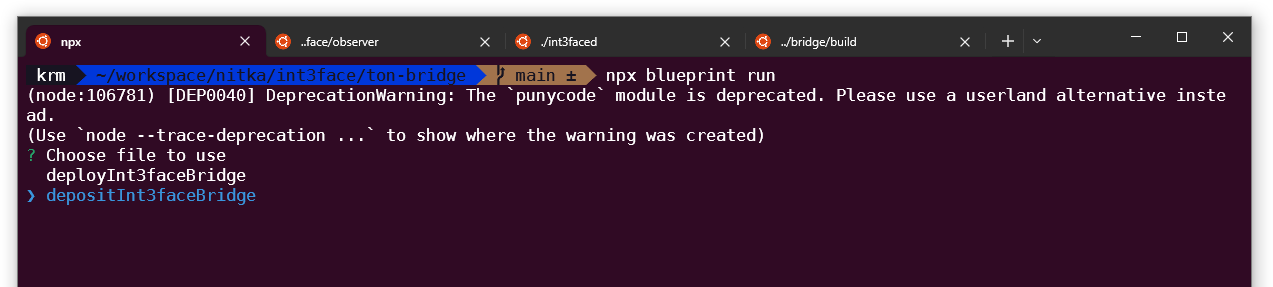 npx
..face/observer
./int3faced
../bridge/build
krm ~/workspace/nitka/int3face/ton-bridge main ± npx blueprint run
(node:106781) [DEP0040] DeprecationWarning: The `punycode` module is deprecated. Please use a userland alternative inste
ad.
(Use `node --trace-deprecation ...` to show where the warning was created)
? Choose file to use
deployInt3faceBridge
❯ depositInt3faceBridge